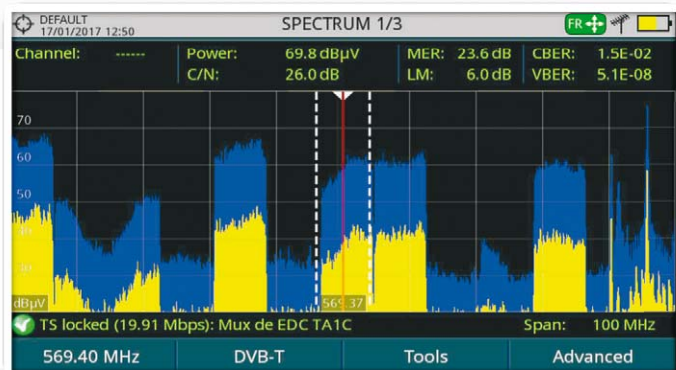 DEFAULT
17/01/2017 12:50
SPECTRUM 1/3
FR
Channel: ------
Power: 69.8 dBµV
MER: 23.6 dB
CBER: 1.5E-02
C/N: 26.0 dB
LM: 6.0 dB
VBER: 5.1E-08
70
60
50
dBµV
569.37
TS locked (19.91 Mbps): Mux de EDC TA1C
Span: 100 MHz
569.40 MHz
DVB-T
Tools
Advanced